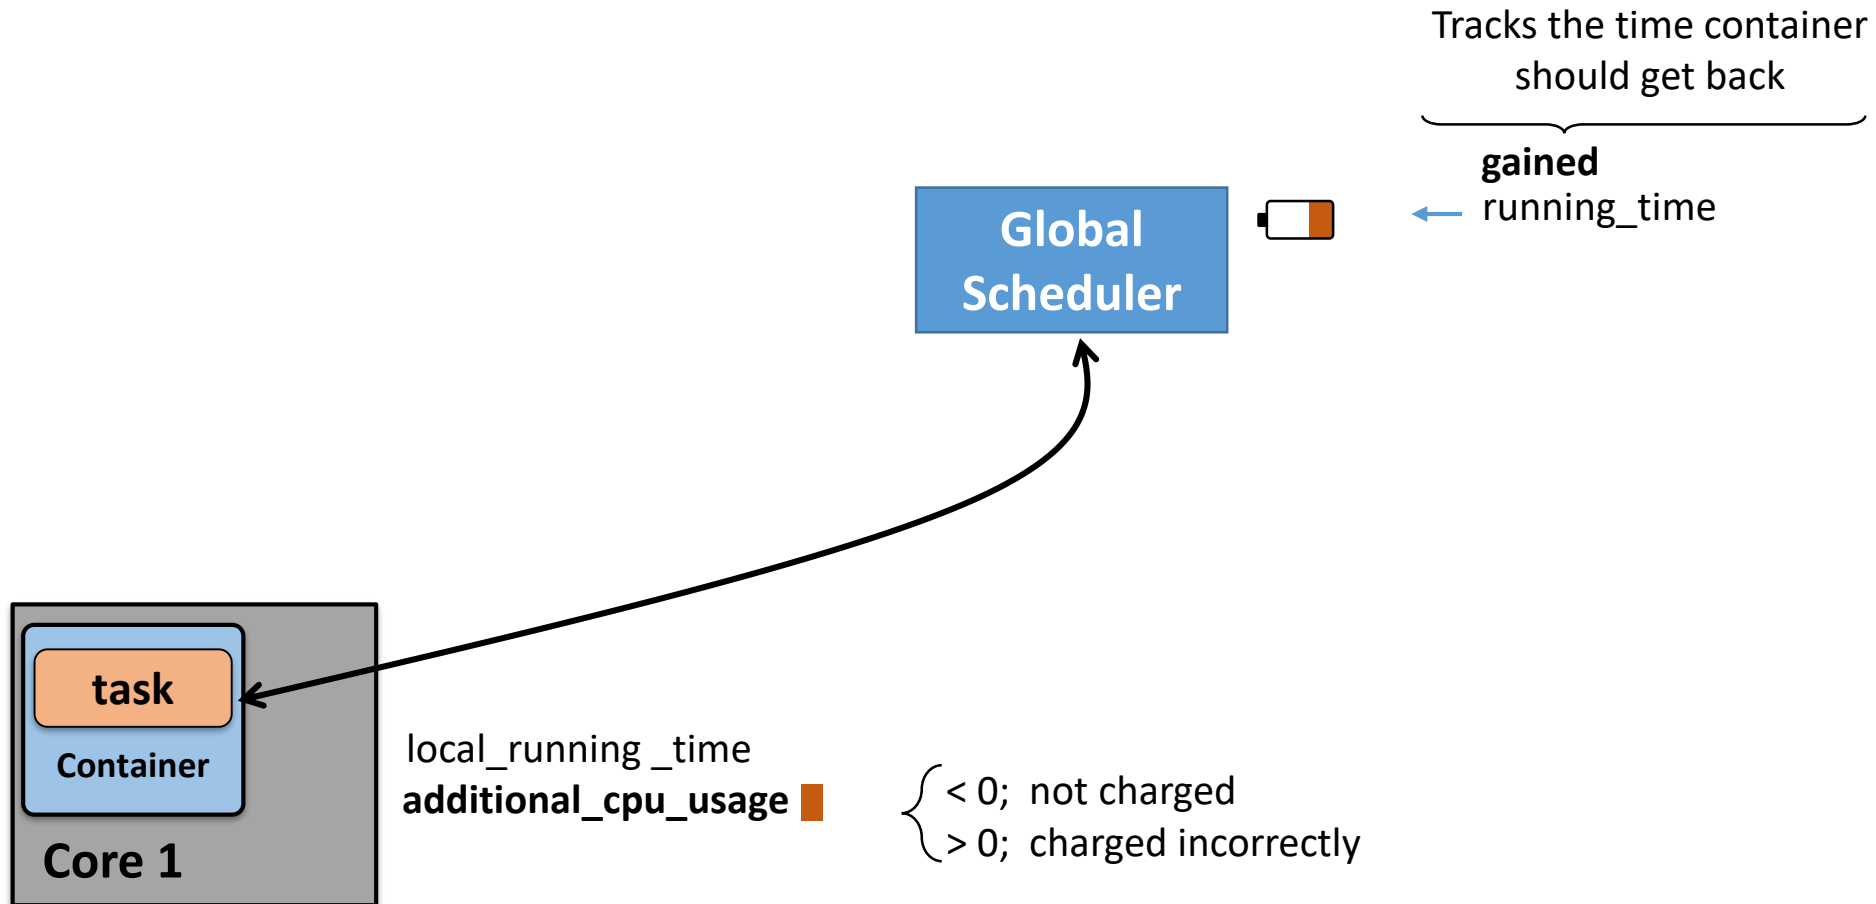 Tracks the time container
should get back
gained
running_time
Global
Scheduler
task
Container
Core 1
local_running _time
additional_cpu_usage
< 0; not charged
> 0; charged incorrectly